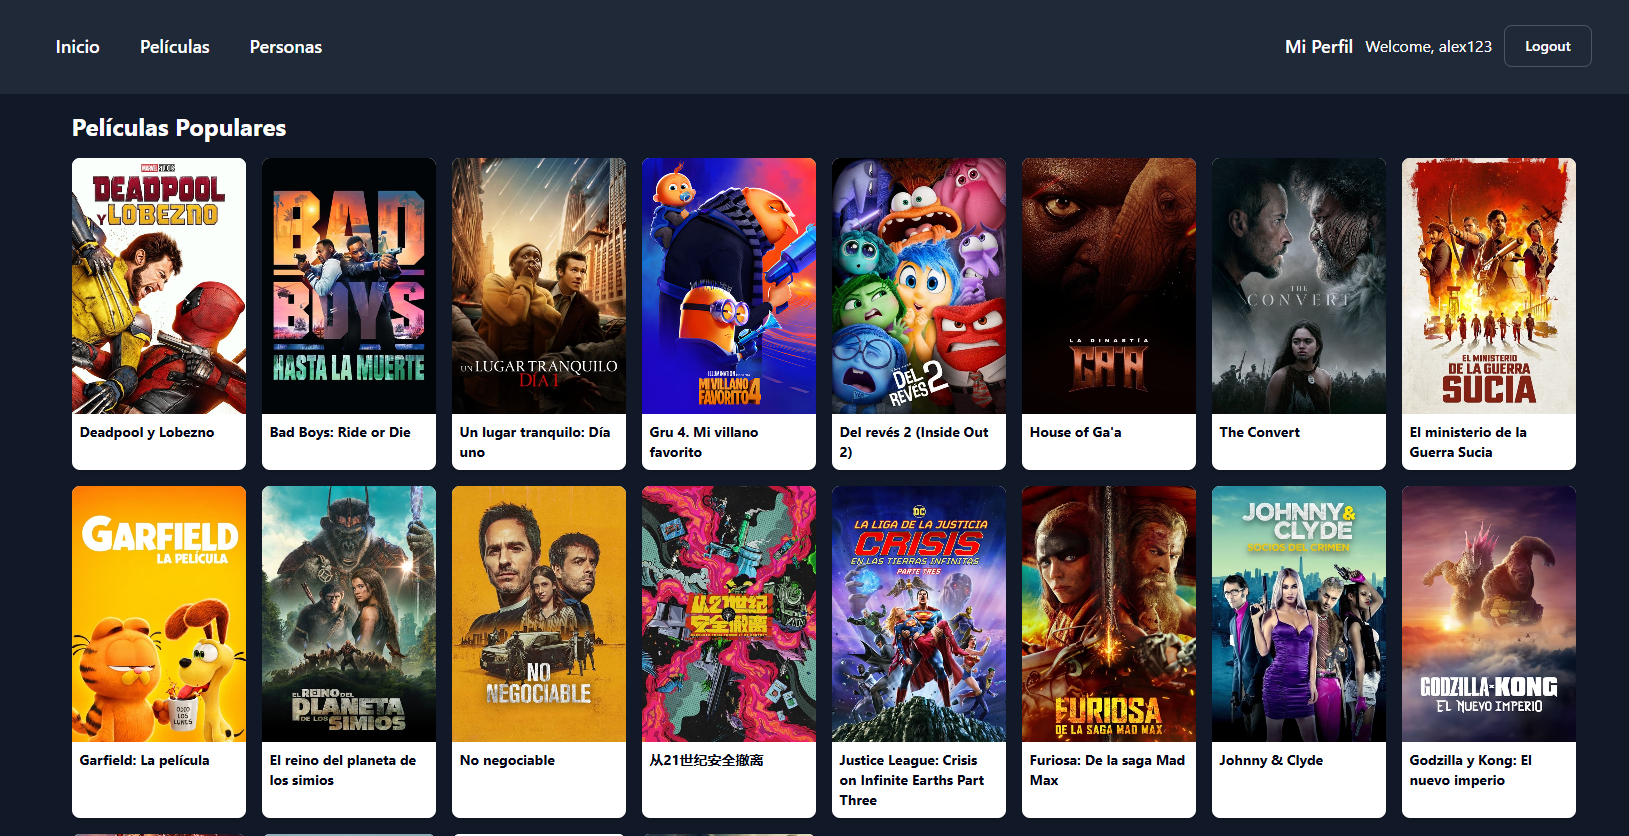 Inicio
Películas
Personas
Mi Perfil
Welcome, alex123
Logout
Películas Populares
MARVEL STUDIOS
DEADPOOL
Y LOBEZNO
BAD
BOYS
HASTA LA MUERTE
UN LUGAR TRANQUILO
DÍA 1
ILLUMINATION
MI VILLANO
FAVORITO 4
DEL
REVÉS 2
LA DINASTÍA
GA'A
THE
CONVERT
EL MINISTERIO
DE LA GUERRA
SUCIA
Deadpool y Lobezno
Bad Boys: Ride or Die
Un lugar tranquilo: Día
uno
Gru 4. Mi villano
favorito
Del revés 2 (Inside Out
2)
House of Ga'a
The Convert
El ministerio de la
Guerra Sucia
GARFIELD
LA PELÍCULA
ODIO
LOS
LUNES
EL REINO DEL
PLANETA
DE LOS SIMIOS
NO
NEGOCIABLE
从21世纪
安全撤离
DC
LA LIGA DE LA JUSTICIA
CRISIS
EN LAS TIERRAS INFINITAS
PARTE TRES
FURIOSA
DE LA SAGA MAD MAX
JOHNNY &
CLYDE
SOCIOS DEL CRIMEN
GODZILLA x KONG
EL NUEVO IMPERIO
Garfield: La película
El reino del planeta de
los simios
No negociable
从21世纪安全撤离
Justice League: Crisis
on Infinite Earths Part
Three
Furiosa: De la saga Mad
Max
Johnny & Clyde
Godzilla y Kong: El
nuevo imperio